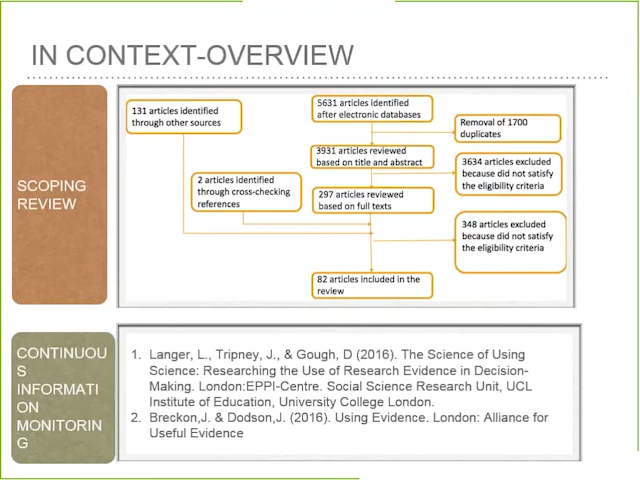 IN CONTEXT-OVERVIEW
SCOPING
REVIEW
131 articles identified
through other sources
5631 articles identified
after electronic databases
Removal of 1700
duplicates
3931 articles reviewed
based on title and abstract
3634 articles excluded
because did not satisfy
the eligibility criteria
2 articles identified
through cross-checking
references
297 articles reviewed
based on full texts
348 articles excluded
because did not satisfy
the eligibility criteria
82 articles included in the
review
CONTINUOU
S
INFORMATI
ON
MONITORIN
G
1. Langer, L., Tripney, J., & Gough, D (2016). The Science of Using
Science: Researching the Use of Research Evidence in Decision-
Making. London:EPPI-Centre. Social Science Research Unit, UCL
Institute of Education, University College London.
2. Breckon,J. & Dodson,J. (2016). Using Evidence. London: Alliance for
Useful Evidence